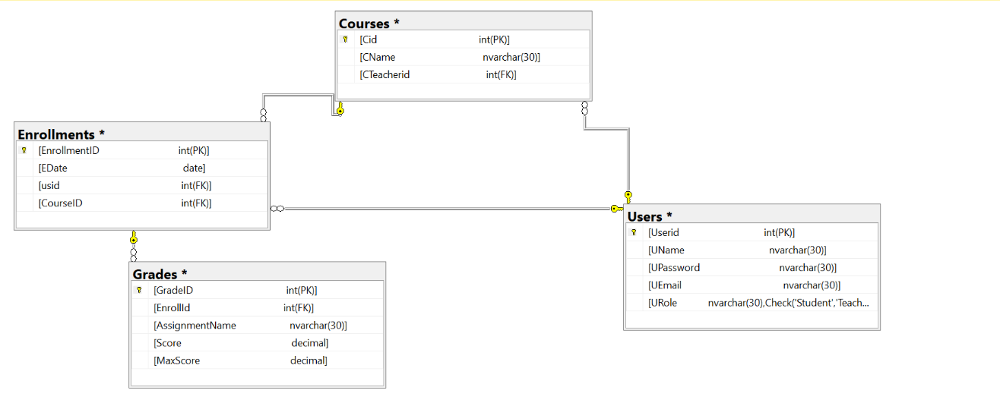 Courses *
[Cid int(PK)]
[CName nvarchar(30)]
[CTeacherid int(FK)]
Enrollments *
[EnrollmentID int(PK)]
[EDate date]
[usid int(FK)]
[CourseID int(FK)]
Users *
[Userid int(PK)]
[UName nvarchar(30)]
[UPassword nvarchar(30)]
[UEmail nvarchar(30)]
[URole nvarchar(30),Check('Student','Teach...
Grades *
[GradeID int(PK)]
[EnrollId int(FK)]
[AssignmentName nvarchar(30)]
[Score decimal]
[MaxScore decimal]